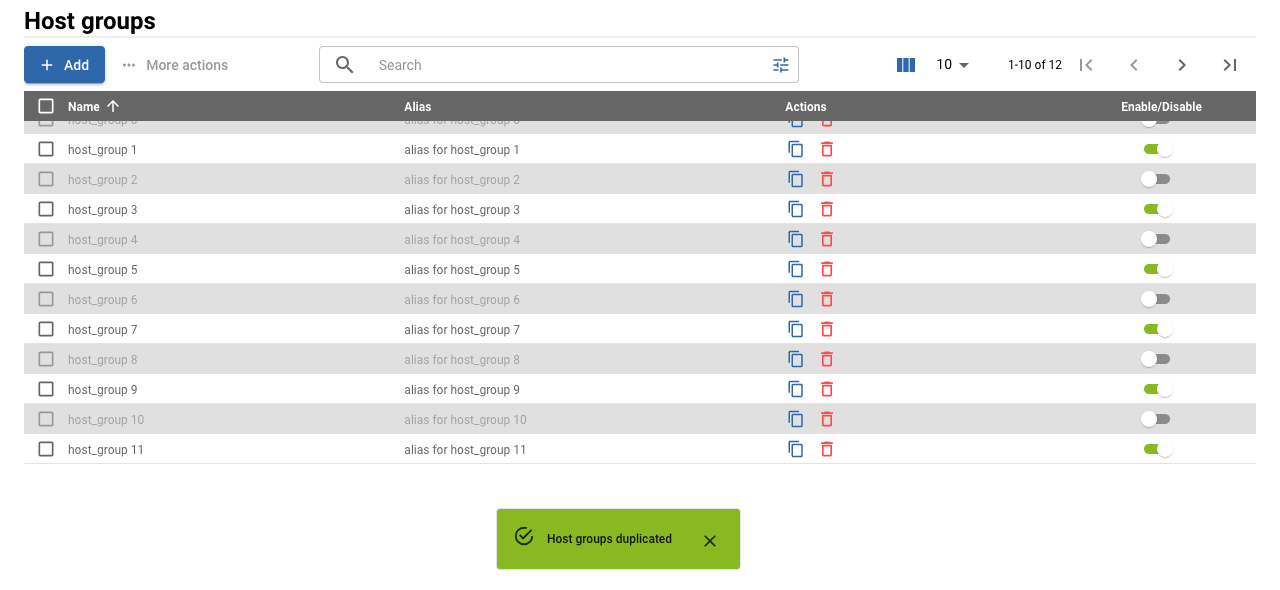 Host groups
Add
More actions
Search
10
1-10 of 12
Name Alias Actions Enable/Disable
host_group 1 alias for host_group 1
host_group 2 alias for host_group 2
host_group 3 alias for host_group 3
host_group 4 alias for host_group 4
host_group 5 alias for host_group 5
host_group 6 alias for host_group 6
host_group 7 alias for host_group 7
host_group 8 alias for host_group 8
host_group 9 alias for host_group 9
host_group 10 alias for host_group 10
host_group 11 alias for host_group 11
Host groups duplicated